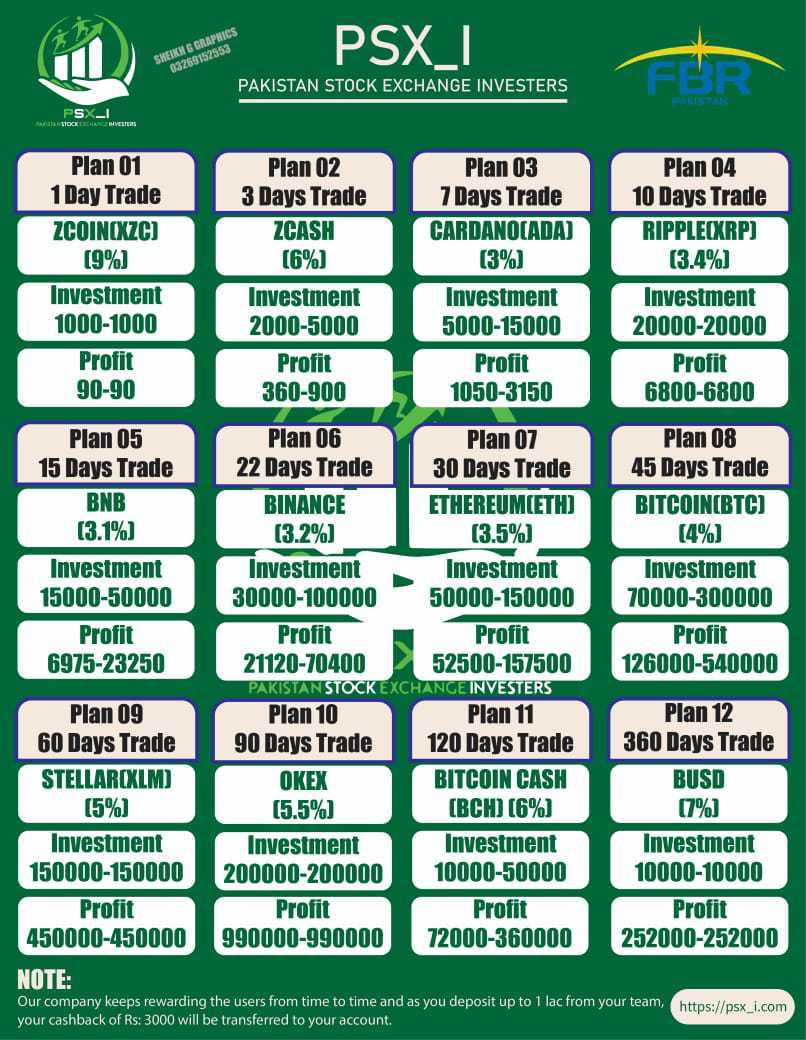 PSX_I
PAKISTAN STOCK EXCHANGE INVESTERS
SHEIKH G GRAPHICS
03269152553
PSX_I
PAKISTAN STOCK EXCHANGE INVESTERS
FBR
PAKISTAN
Plan 01
1 Day Trade
ZCOIN(XZC)
(9%)
Investment
1000-1000
Profit
90-90
Plan 02
3 Days Trade
ZCASH
(6%)
Investment
2000-5000
Profit
360-900
Plan 03
7 Days Trade
CARDANO(ADA)
(3%)
Investment
5000-15000
Profit
1050-3150
Plan 04
10 Days Trade
RIPPLE(XRP)
(3.4%)
Investment
20000-20000
Profit
6800-6800
Plan 05
15 Days Trade
BNB
(3.1%)
Investment
15000-50000
Profit
6975-23250
Plan 06
22 Days Trade
BINANCE
(3.2%)
Investment
30000-100000
Profit
21120-70400
Plan 07
30 Days Trade
ETHEREUM(ETH)
(3.5%)
Investment
50000-150000
Profit
52500-157500
Plan 08
45 Days Trade
BITCOIN(BTC)
(4%)
Investment
70000-300000
Profit
126000-540000
PAKISTAN STOCK EXCHANGE INVESTERS
Plan 09
60 Days Trade
STELLAR(XLM)
(5%)
Investment
150000-150000
Profit
450000-450000
Plan 10
90 Days Trade
OKEX
(5.5%)
Investment
200000-200000
Profit
990000-990000
Plan 11
120 Days Trade
BITCOIN CASH
(BCH) (6%)
Investment
10000-50000
Profit
72000-360000
Plan 12
360 Days Trade
BUSD
(7%)
Investment
10000-10000
Profit
252000-252000
NOTE:
Our company keeps rewarding the users from time to time and as you deposit up to 1 lac from your team,
your cashback of Rs: 3000 will be transferred to your account.
https://psx_i.com